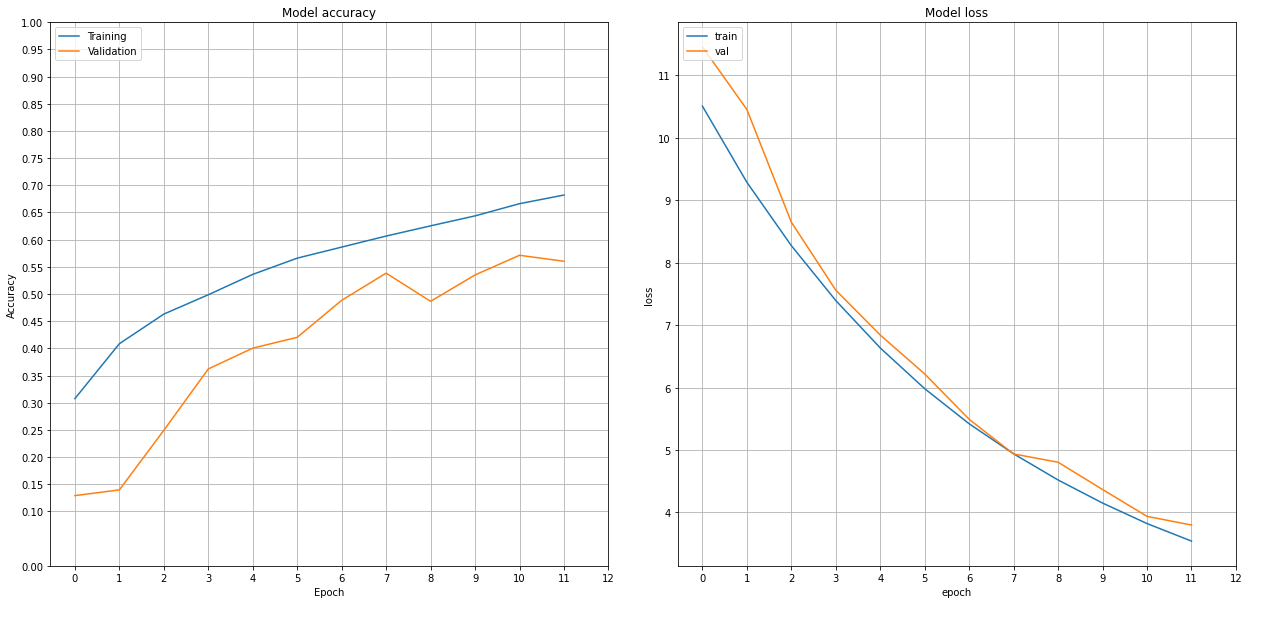 Model accuracy
Training
Validation
1.00
0.95
0.90
0.85
0.80
0.75
0.70
0.65
0.60
0.55
0.50
0.45
0.40
0.35
0.30
0.25
0.20
0.15
0.10
0.00
Accuracy
0 1 2 3 4 5 6 7 8 9 10 11 12
Epoch
Model loss
train
val
11
10
9
8
7
6
5
4
loss
0 1 2 3 4 5 6 7 8 9 10 11 12
epoch